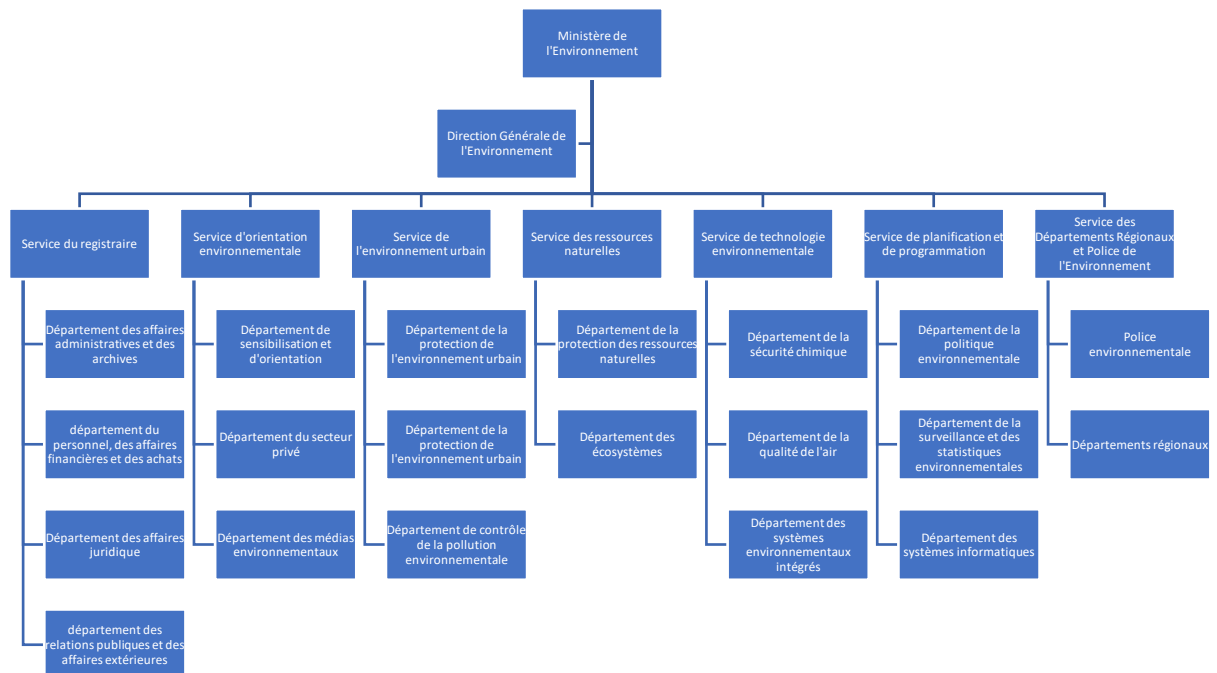 Ministère de
l'Environnement
Direction Générale de
l'Environnement
Service du registraire
Service d'orientation
environnementale
Service de
l'environnement urbain
Service des ressources
naturelles
Service de technologie
environnementale
Service de planification et
de programmation
Service des
Départements Régionaux
et Police de
l'Environnement
Département des affaires
administratives et des
archives
Département de
sensibilisation et
d'orientation
Département de la
protection de
l'environnement urbain
Département de la
protection des ressources
naturelles
Département de la
sécurité chimique
Département de la
politique
environnementale
Police
environnementale
département du
personnel, des affaires
financières et des achats
Département du secteur
privé
Département de la
protection de
l'environnement urbain
Département des
écosystèmes
Département de la
qualité de l'air
Département de la
surveillance et des
statistiques
environnementales
Départements régionaux
Département des affaires
juridique
Département des médias
environnementaux
Département de contrôle
de la pollution
environnementale
Département des
systèmes
environnementaux
intégrés
Département des
systèmes informatiques
département des
relations publiques et des
affaires extérieures